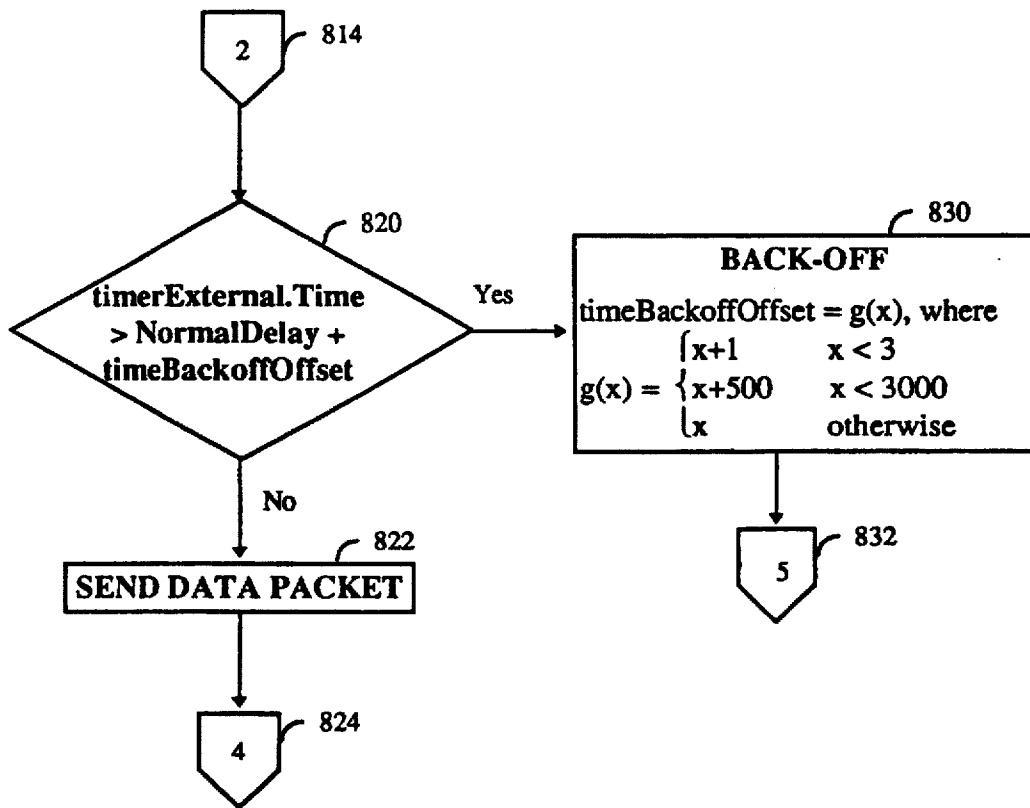 2
814
820
timerExternal.Time
> NormalDelay +
timeBackoffOffset
Yes
830
BACK-OFF
timeBackoffOffset = g(x), where
x+1 x < 3
g(x) = { x+500 x < 3000
x otherwise
No
822
SEND DATA PACKET
832
5
824
4